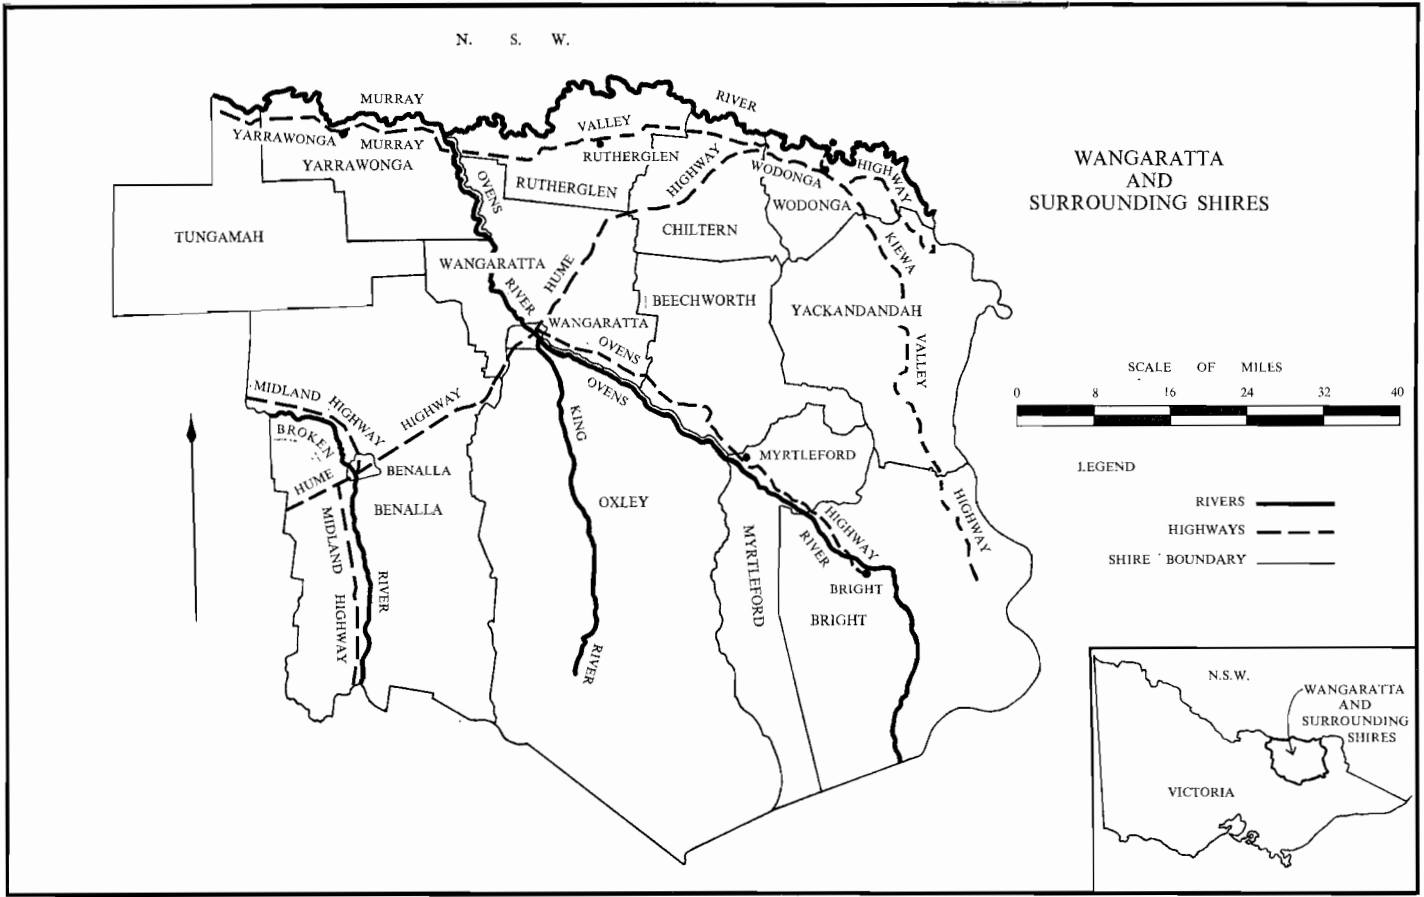 N. S. W.
MURRAY
RIVER
VALLEY
YARRAWONGA
MURRAY
YARRAWONGA
RUTHERGLEN
RUTHERGLEN
OVENS
HIGHWAY
WODONGA
WODONGA
HIGHWAY
CHILTERN
TUNGAMAH
WANGARATTA
HUME
KIEWA
RIVER
BEECHWORTH
YACKANDANDAH
WANGARATTA
OVENS
VALLEY
MIDLAND
HIGHWAY
HIGHWAY
OVENS
KING
BROKEN
BENALLA
HUME
MYRTLEFORD
OXLEY
BENALLA
MIDLAND
HIGHWAY
HIGHWAY
RIVER
MYRTLEFORD
RIVER
HIGHWAY
BRIGHT
BRIGHT
RIVER
WANGARATTA
AND
SURROUNDING SHIRES
SCALE OF MILES
0 8 16 24 32 40
LEGEND
RIVERS
HIGHWAYS
SHIRE BOUNDARY
N.S.W.
WANGARATTA
AND
SURROUNDING
SHIRES
VICTORIA